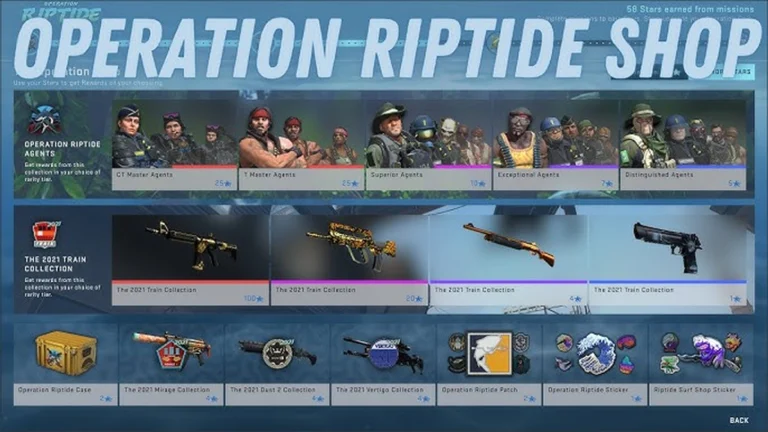 58 Stars earned from missions
RIPTIDE
OPERATION RIPTIDE SHOP
OPERATION RIPTIDE
AGENTS
Get rewards from this
collection in your choice of
rarity tier.
CT Master Agents
25
T Master Agents
25
Superior Agents
10
Exceptional Agents
7
Distinguished Agents
5
THE 2021 TRAIN
COLLECTION
Get rewards from this
collection in your choice of
rarity tier.
The 2021 Train Collection
100
The 2021 Train Collection
20
The 2021 Train Collection
4
The 2021 Train Collection
1
Operation Riptide Case
2
The 2021 Mirage Collection
4
The 2021 Dust 2 Collection
4
The 2021 Vertigo Collection
4
Operation Riptide Patch
2
Operation Riptide Sticker
1
Riptide Surf Shop Sticker
1
BACK